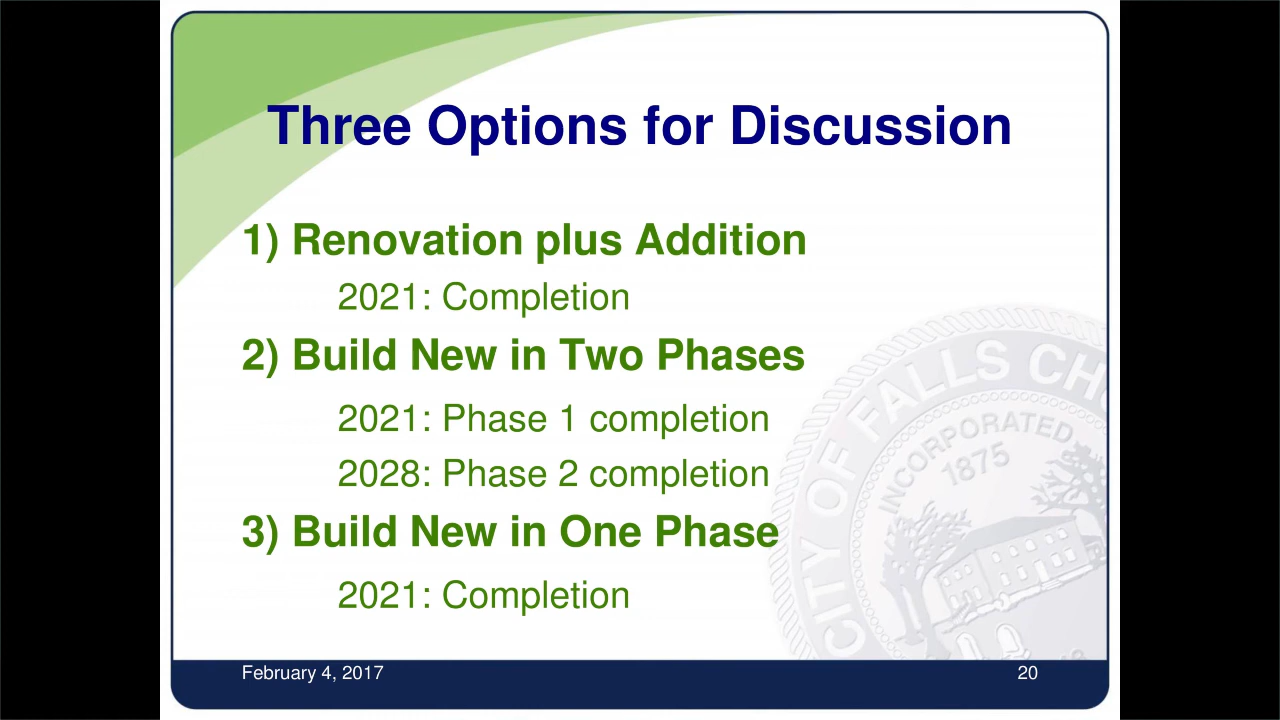 Three Options for Discussion
1) Renovation plus Addition
2021: Completion
2) Build New in Two Phases
2021: Phase 1 completion
2028: Phase 2 completion
3) Build New in One Phase
2021: Completion
CITY OF FALLS CH
INCORPORATED
1875
February 4, 2017
20